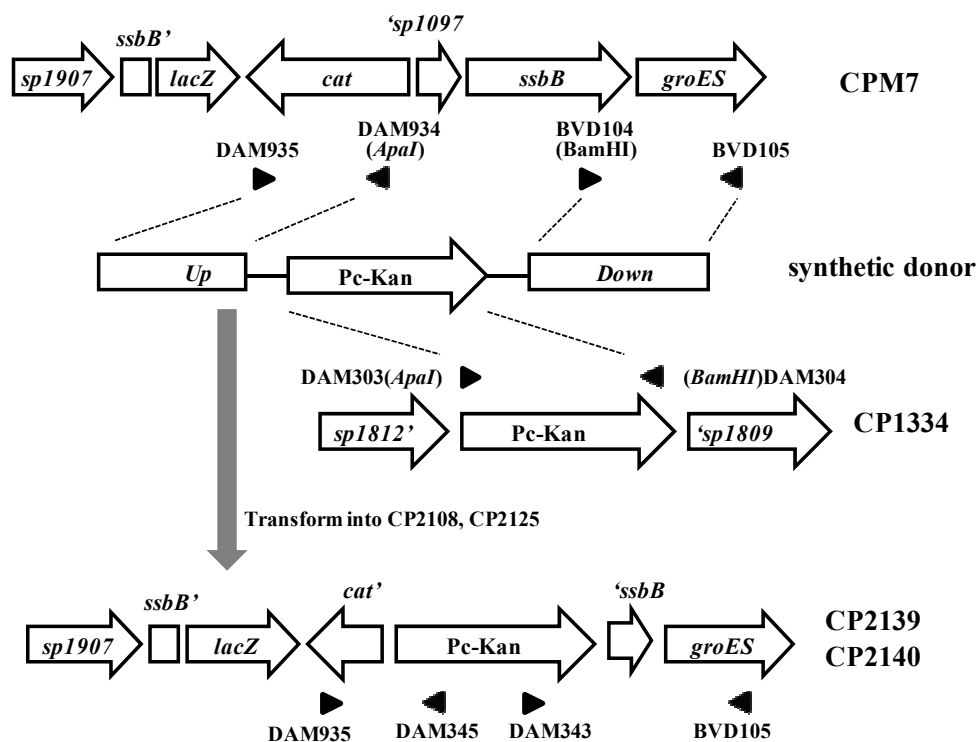 ‘sp1097
ssbB’
sp1907 lacZ cat ssbB groES CPM7
DAM934 BVD104
DAM935 (ApaI) (BamHI) BVD105
Up Pc-Kan Down synthetic donor
DAM303(ApaI) (BamHI)DAM304
sp1812’ Pc-Kan ‘sp1809 CP1334
Transform into CP2108, CP2125
ssbB’ cat’ ‘ssbB
sp1907 lacZ Pc-Kan groES CP2139
CP2140
DAM935 DAM345 DAM343 BVD105